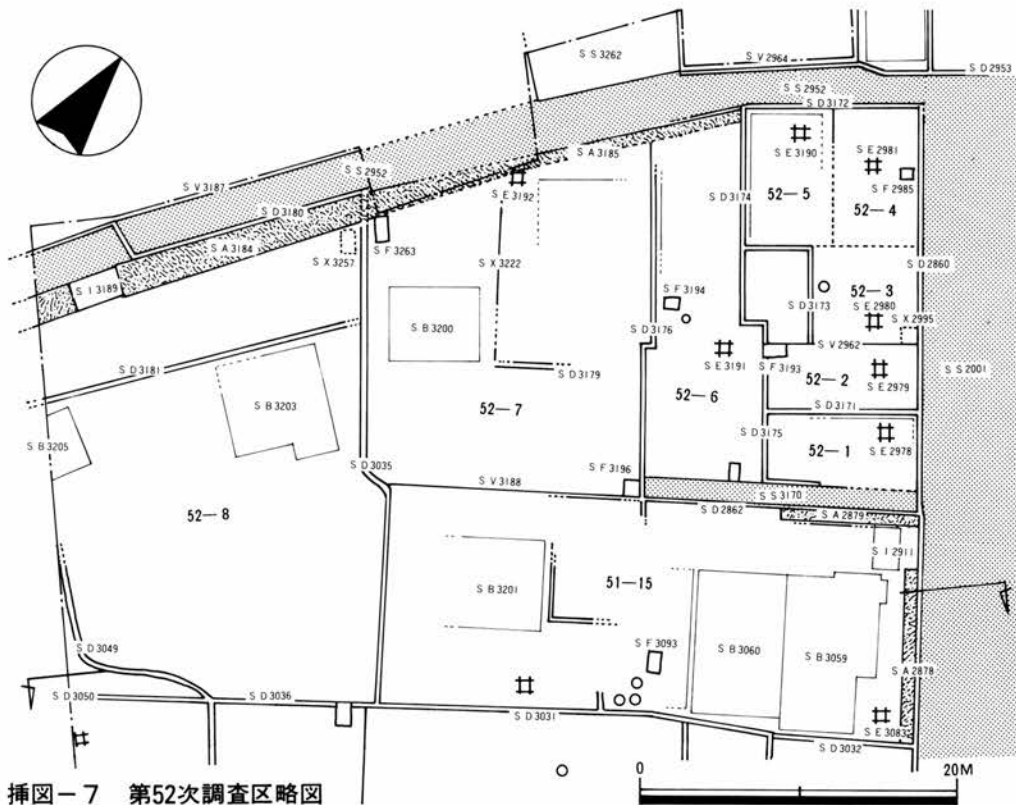 S S 3262
S V 2964
S D 2953
S S 2952
S D 3172
S A 3185
S E 3190
S E 2981
S F 2985
S V 3187
S S 2952
S E 3192
S D 3174
52-5
52-4
S D 3180
S A 3184
S X 3257
S F 3263
S X 3222
S D 2860
S I 3189
S F 3194
S D 3173
52-3
S E 2980
S X 2995
S B 3200
S D 3176
S V 2962
S E 3191
S F 3193
52-2
S E 2979
S S 2001
S D 3181
S D 3179
52-7
52-6
S B 3203
S D 3171
S D 3175
52-1
S E 2978
S B 3205
S D 3035
S F 3196
S V 3188
S S 3170
S D 2862
S A 2879
52-8
S I 2911
51-15
S B 3201
S F 3093
S B 3060
S B 3059
S A 2878
S D 3049
S D 3050
S D 3036
S D 3031
S E 3083
S D 3032
0
20M
挿図-7 第52次調査区略図